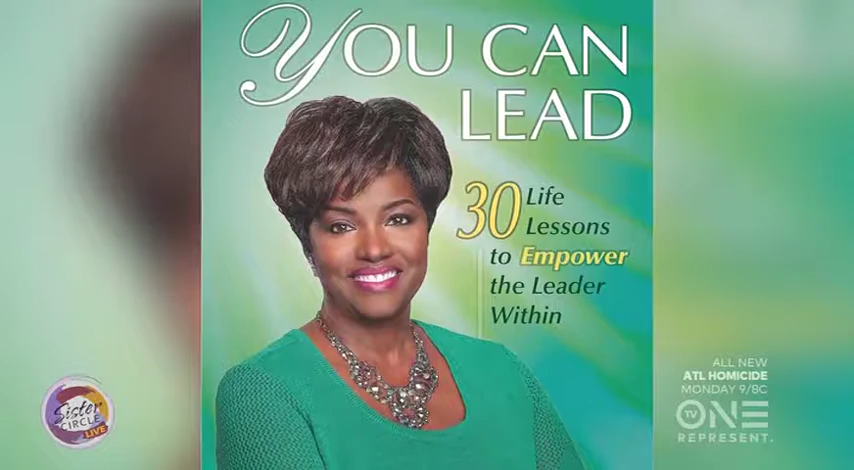 YOU CAN
LEAD
30 Life
Lessons
to Empower
the Leader
Within
Sister
CIRCLE
LIVE
ALL NEW
ATL HOMICIDE
MONDAY 9/8C
TV ONE
REPRESENT.